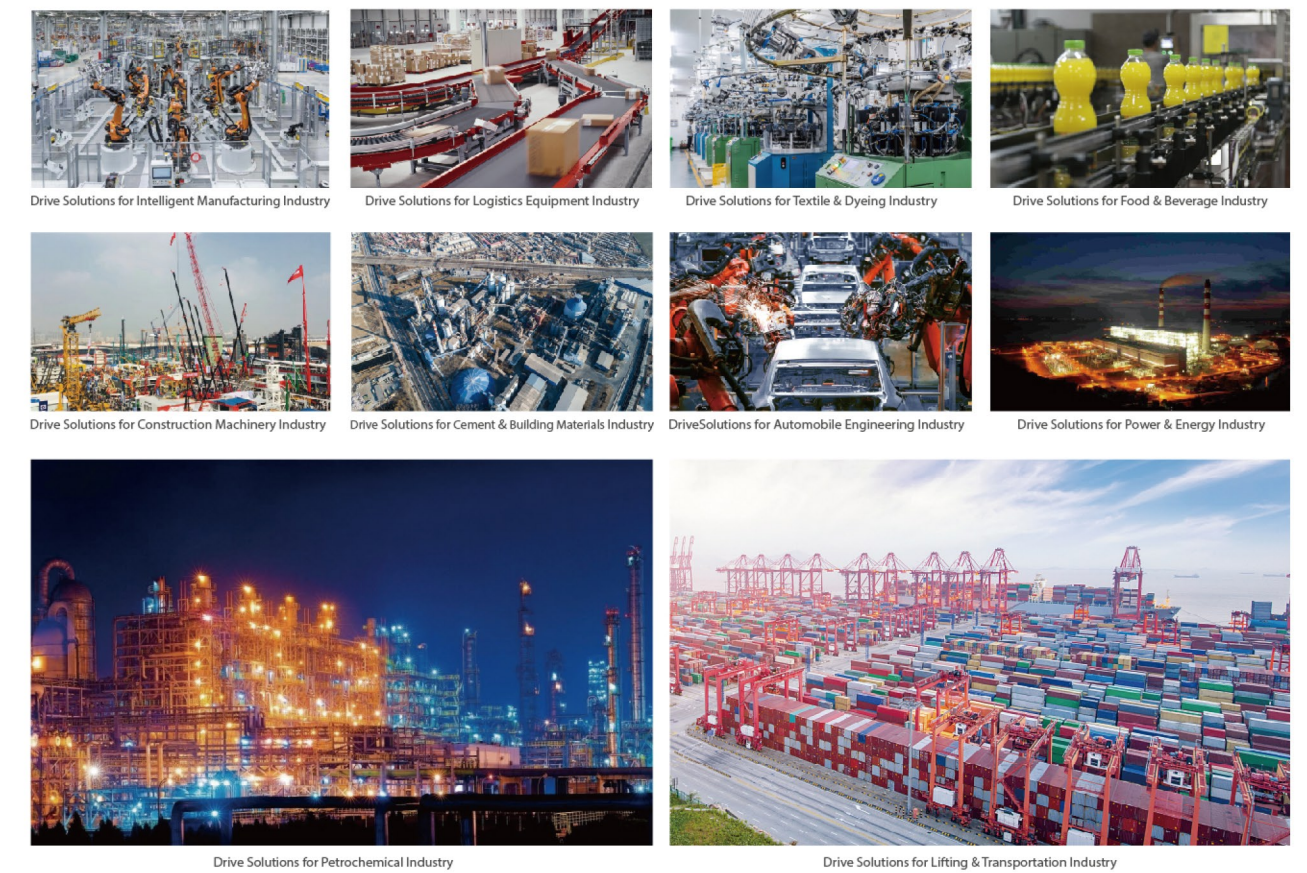 Drive Solutions for Intelligent Manufacturing Industry
Drive Solutions for Logistics Equipment Industry
Drive Solutions for Textile & Dyeing Industry
Drive Solutions for Food & Beverage Industry
Drive Solutions for Construction Machinery Industry
Drive Solutions for Cement & Building Materials Industry
DriveSolutions for Automobile Engineering Industry
Drive Solutions for Power & Energy Industry
Drive Solutions for Petrochemical Industry
Drive Solutions for Lifting & Transportation Industry